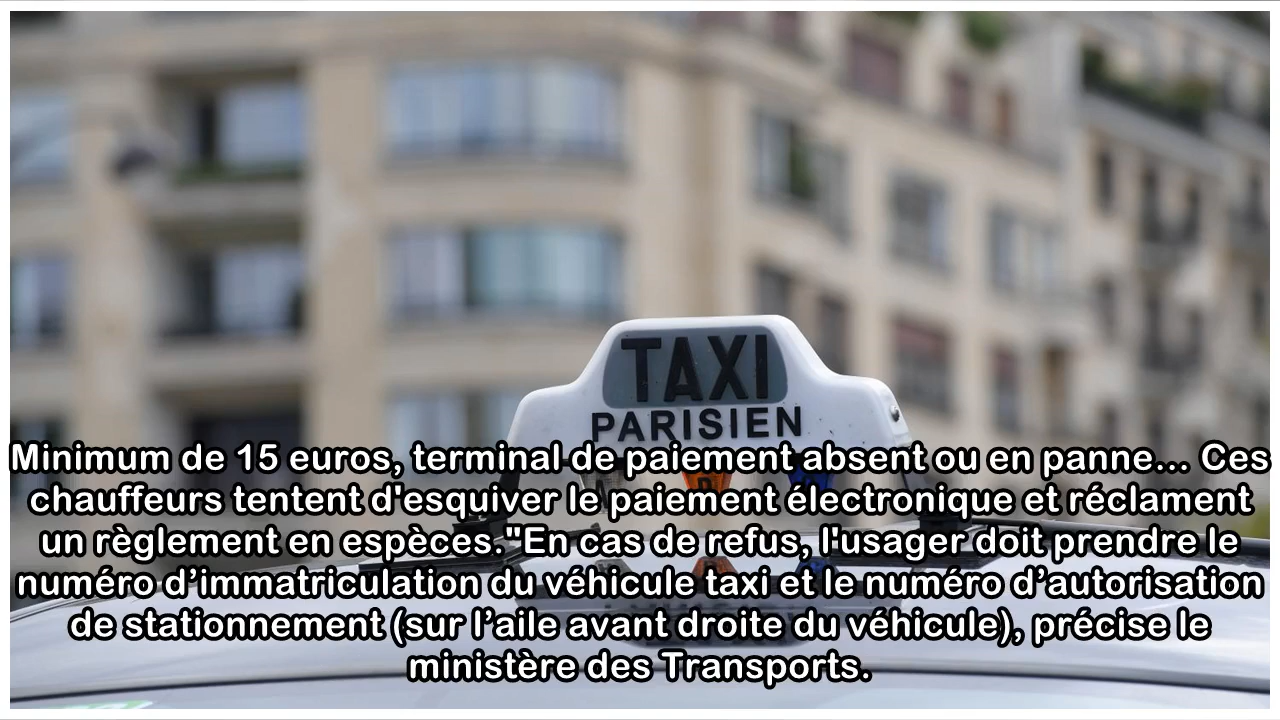 TAXI
PARISIEN
Minimum de 15 euros, terminal de paiement absent ou en panne... Ces
chauffeurs tentent d'esquiver le paiement électronique et réclament
un règlement en espèces."En cas de refus, l'usager doit prendre le
numéro d’immatriculation du véhicule taxi et le numéro d’autorisation
de stationnement (sur l’aile avant droite du véhicule), précise le
ministère des Transports.